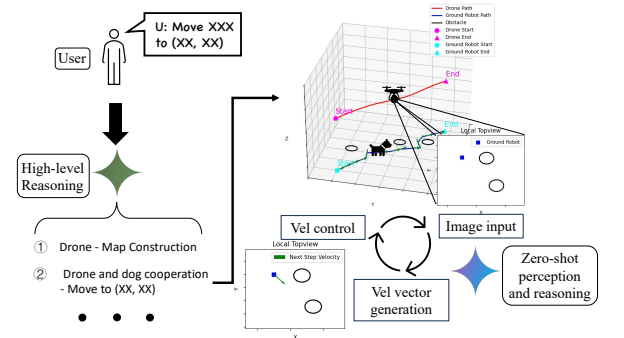 U: Move XXX
to (XX, XX)
User
High-level
Reasoning
① Drone - Map Construction
② Drone and dog cooperation
- Move to (XX, XX)
Drone Path
Ground Robot Path
Obstacle
Drone Start
Drone End
Ground Robot Start
Ground Robot End
End
Start
End
Start
Z
Y
Local Topview
Ground Robot
Y
X
Vel control
Image input
Local Topview
Next Step Velocity
Y
X
Vel vector
generation
Zero-shot
perception
and reasoning